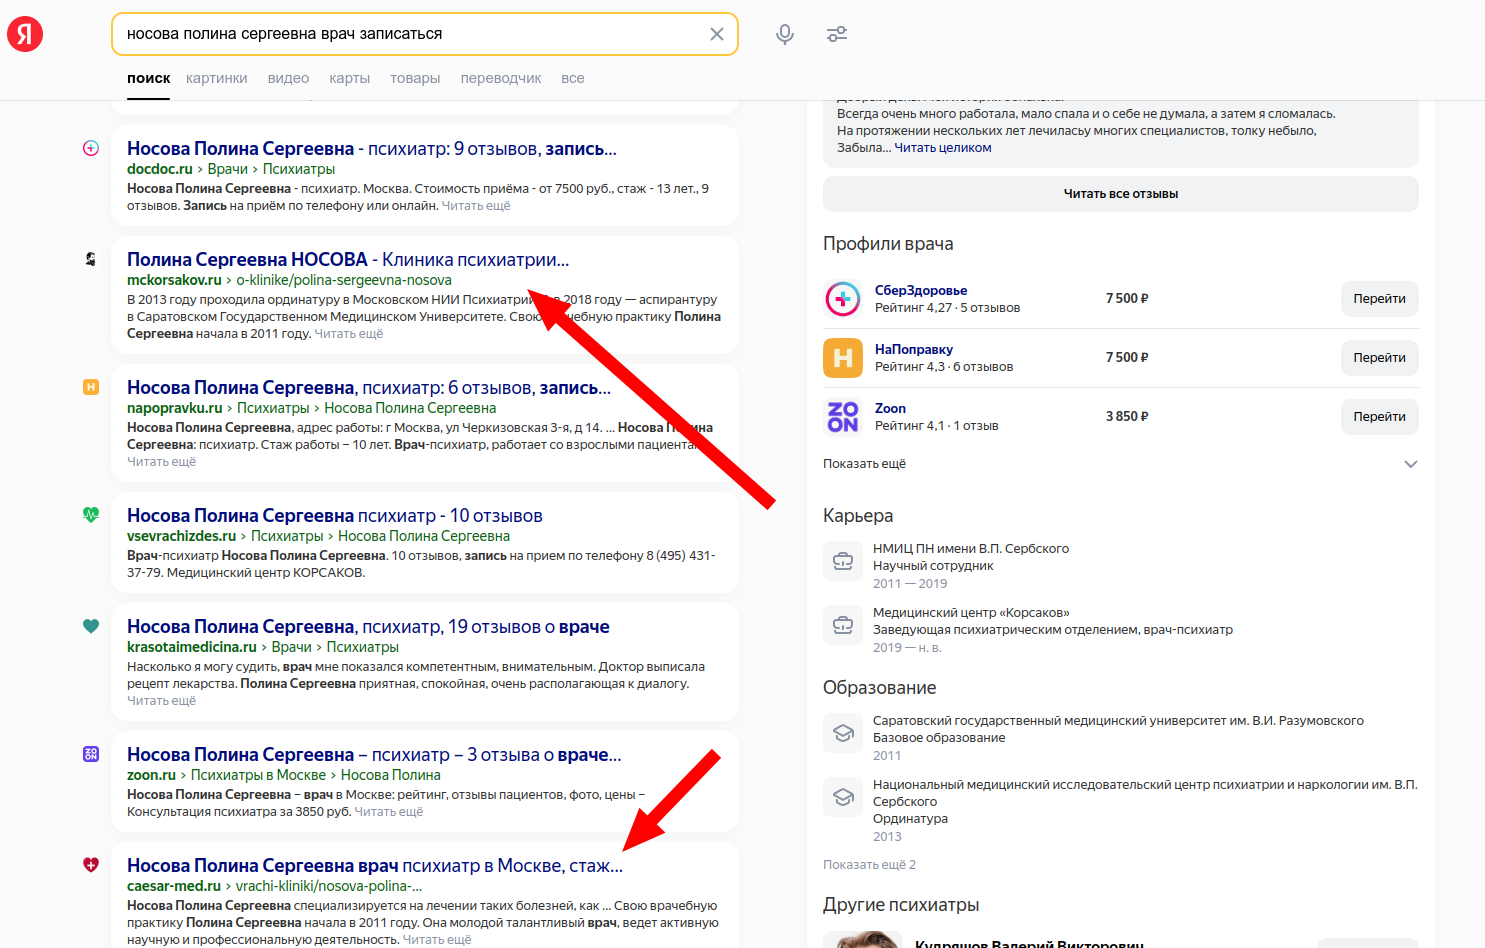 Я
носова полина сергеевна врач записаться
поиск картинки видео карты товары переводчик все
Носова Полина Сергеевна - психиатр: 9 отзывов, запись...
docdoc.ru › Врачи › Психиатры
Носова Полина Сергеевна - психиатр. Москва. Стоимость приёма - от 7500 руб., стаж - 13 лет., 9
отзывов. Запись на приём по телефону или онлайн. Читать ещё
Полина Сергеевна НОСОВА - Клиника психиатрии...
mckorsakov.ru › o-klinike/polina-sergeevna-nosova
В 2013 году проходила ординатуру в Московском НИИ Психиатрии в 2018 году — аспирантуру
в Саратовском Государственном Медицинском Университете. Свою практику Полина
Сергеевна начала в 2011 году. Читать ещё
Н
Носова Полина Сергеевна, психиатр: 6 отзывов, запись...
napopravku.ru › Психиатры › Носова Полина Сергеевна
Носова Полина Сергеевна, адрес работы: г Москва, ул Черкизовская 3-я, д 14. ... Носова Полина
Сергеевна: психиатр. Стаж работы – 10 лет. Врач-психиатр, работает со взрослыми
Читать ещё
Носова Полина Сергеевна психиатр - 10 отзывов
vsevrachizdes.ru › Психиатры › Носова Полина Сергеевна
Врач-психиатр Носова Полина Сергеевна. 10 отзывов, запись на прием по телефону 8 (495) 431-
37-79. Медицинский центр КОРСАКОВ.
Носова Полина Сергеевна, психиатр, 19 отзывов о враче
krasotaimedicina.ru › Врачи › Психиатры
Насколько я могу судить, врач мне показался компетентным, внимательным. Доктор выписала
рецепт лекарства. Полина Сергеевна приятная, спокойная, очень располагающая к диалогу.
Читать ещё
ZOON
Носова Полина Сергеевна – психиатр – 3 отзыва о враче...
zoon.ru › Психиатры в Москве › Носова Полина
Носова Полина Сергеевна – врач в Москве: рейтинг, отзывы пациентов, фото, цены –
Консультация психиатра за 3850 руб. Читать ещё
Носова Полина Сергеевна врач психиатр в Москве, стаж...
caesar-med.ru › vrachi-kliniki/nosova-polina-...
Носова Полина Сергеевна специализируется на лечении таких болезней, как ... Свою врачебную
практику Полина Сергеевна начала в 2011 году. Она молодой талантливый врач, ведет активную
научную и профессиональную деятельность. Читать ещё
Всегда очень много работала, мало спала и о себе не думала, а затем я сломалась.
На протяжении нескольких лет лечиласьу многих специалистов, толку небыло,
Забыла... Читать целиком
Читать все отзывы
Профили врача
СберЗдоровье
Рейтинг 4,27 · 5 отзывов
7 500 ₽
Перейти
Н
НаПоправку
Рейтинг 4,3 · 6 отзывов
7 500 ₽
Перейти
ZOON
Zoon
Рейтинг 4,1 · 1 отзыв
3 850 ₽
Перейти
Показать ещё
Карьера
НМИЦ ПН имени В.П. Сербского
Научный сотрудник
2011 — 2019
Медицинский центр «Корсаков»
Заведующая психиатрическим отделением, врач-психиатр
2019 — н. в.
Образование
Саратовский государственный медицинский университет им. В.И. Разумовского
Базовое образование
2011
Национальный медицинский исследовательский центр психиатрии и наркологии им. В.П.
Сербского
Ординатура
2013
Показать ещё 2
Другие психиатры
Кудряшов Валерий Викторович